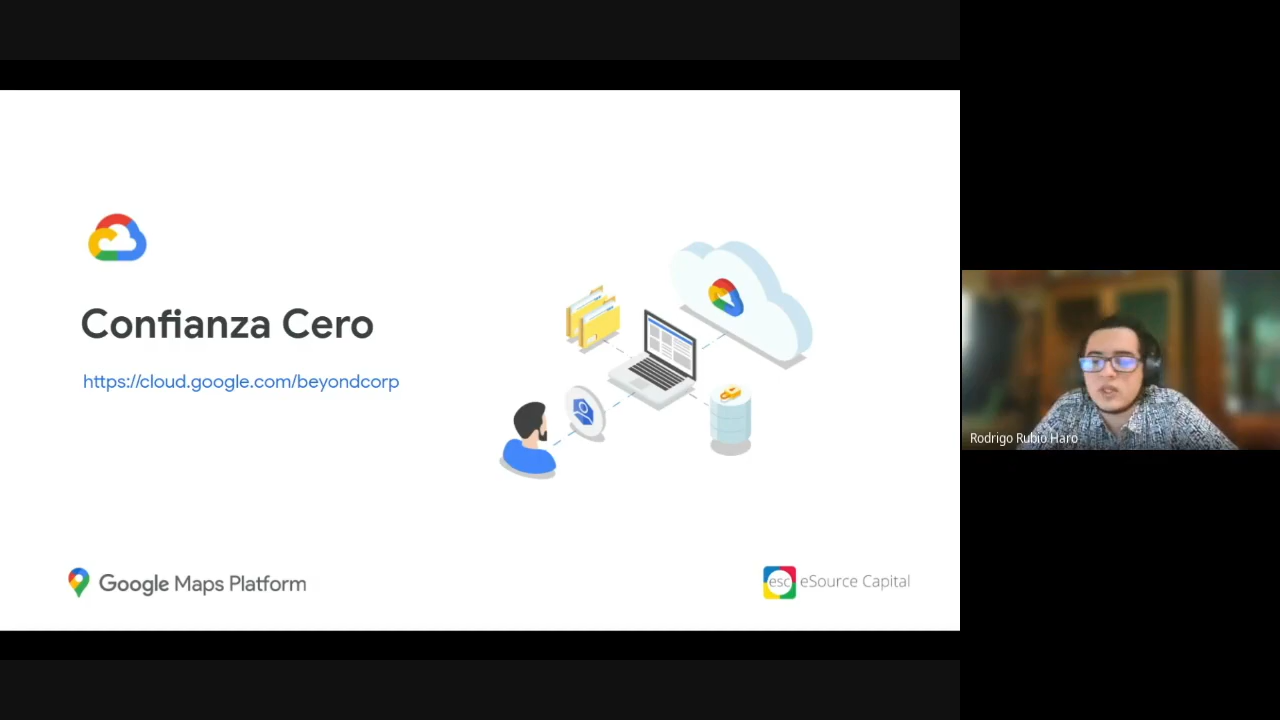 Confianza Cero
https://cloud.google.com/beyondcorp
Google Maps Platform
esc eSource Capital
Rodrigo Rubio Haro